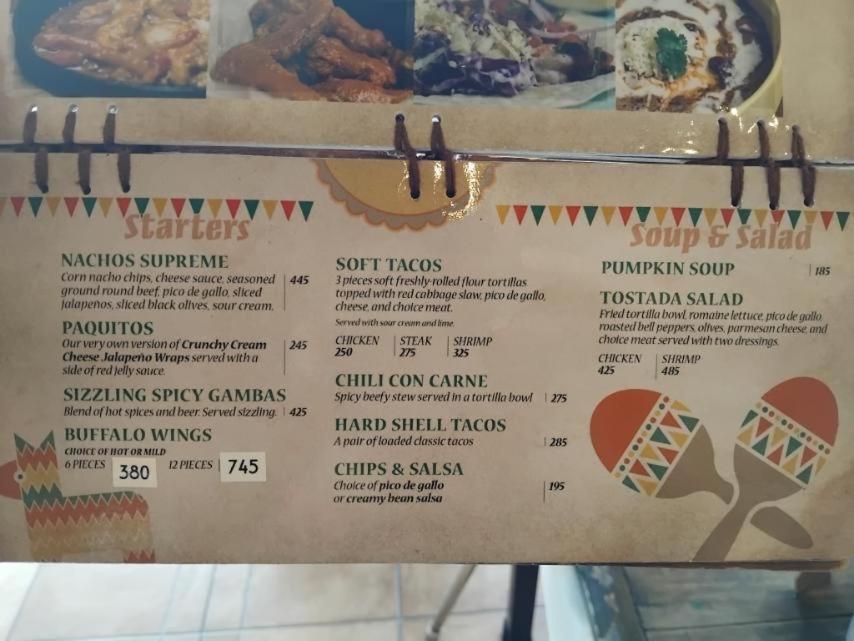 Starters
NACHOS SUPREME
Corn nacho chips, cheese sauce, seasoned
ground round beef, pico de gallo, sliced
jalapenos, sliced black olives, sour cream.
445
PAQUITOS
Our very own version of Crunchy Cream
Cheese Jalapeño Wraps served with a
side of red jelly sauce.
245
SIZZLING SPICY GAMBAS
Blend of hot spices and beer. Served sizzling. 425
BUFFALO WINGS
CHOICE OF HOT OR MILD
6 PIECES 380 12 PIECES 745
SOFT TACOS
3 pieces soft freshly-rolled flour tortillas
topped with red cabbage slaw, pico de gallo,
cheese, and choice meat.
Served with sour cream and lime.
CHICKEN STEAK SHRIMP
250 275 325
CHILI CON CARNE
Spicy beefy stew served in a tortilla bowl 275
HARD SHELL TACOS
A pair of loaded classic tacos 285
CHIPS & SALSA
Choice of pico de gallo
or creamy bean salsa
195
Soup & Salad
PUMPKIN SOUP 185
TOSTADA SALAD
Fried tortilla bowl, romaine lettuce, pico de gallo,
roasted bell peppers, olives, parmesan cheese, and
choice meat served with two dressings.
CHICKEN SHRIMP
425 485